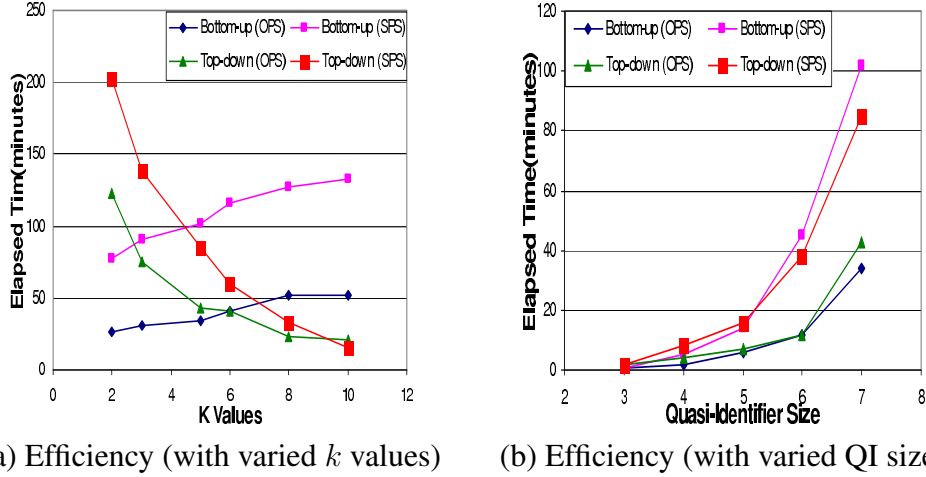 250
200
150
100
50
0
Elapsed Tim(minutes)
Bottom-up (OPS)
Bottom-up (SPS)
Top-down (OPS)
Top-down (SPS)
0 2 4 6 8 10 12
K Values
120
100
80
60
40
20
0
Elapsed Time(minutes)
Bottom-up (OPS)
Bottom-up (SPS)
Top-down (OPS)
Top-down (SPS)
2 3 4 5 6 7 8
Quasi-Identifier Size
a) Efficiency (with varied k values)
(b) Efficiency (with varied QI size